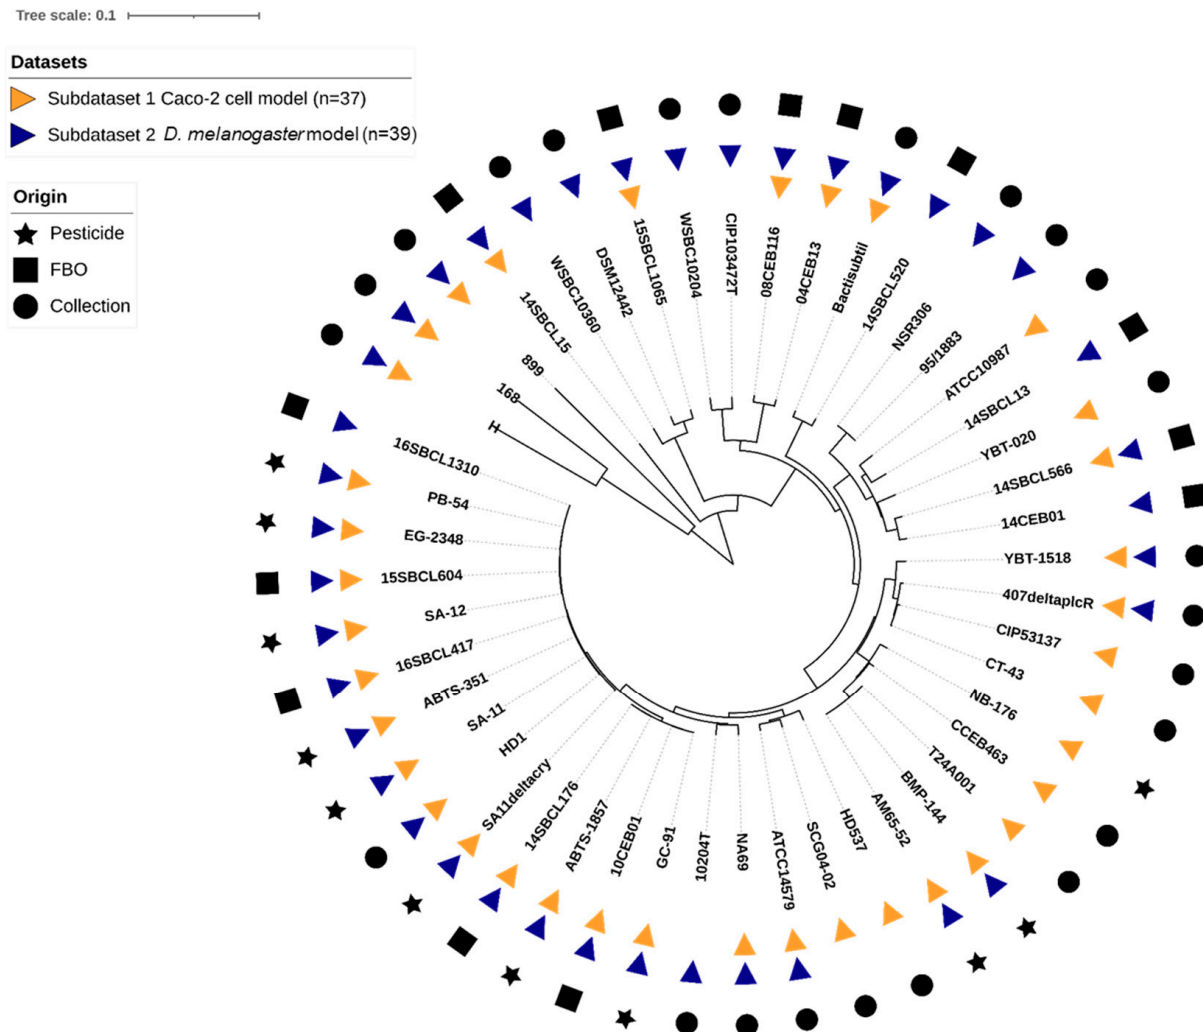 Tree scale: 0.1
Datasets
Subdataset 1 Caco-2 cell model (n=37)
Subdataset 2 D. melanogaster model (n=39)
Origin
Pesticide
FBO
Collection
H
168
899
14SBCL15
WSBC10360
DSM12442
15SBCL1065
WSBC10204
CIP103472T
08CEB116
04CEB13
Bactisubtil
14SBCL520
NSR306
95/1883
ATCC10987
14SBCL13
YBT-020
14SBCL566
14CEB01
YBT-1518
407deltaplcR
CIP53137
CT-43
NB-176
CCEB463
T24A001
BMP-144
AM65-52
HD537
SCG04-02
ATCC14579
NA69
10204T
GC-91
10CEB01
ABTS-1857
14SBCL176
SA11deltacry
HD1
SA-11
ABTS-351
16SBCL417
SA-12
15SBCL604
EG-2348
PB-54
16SBCL1310